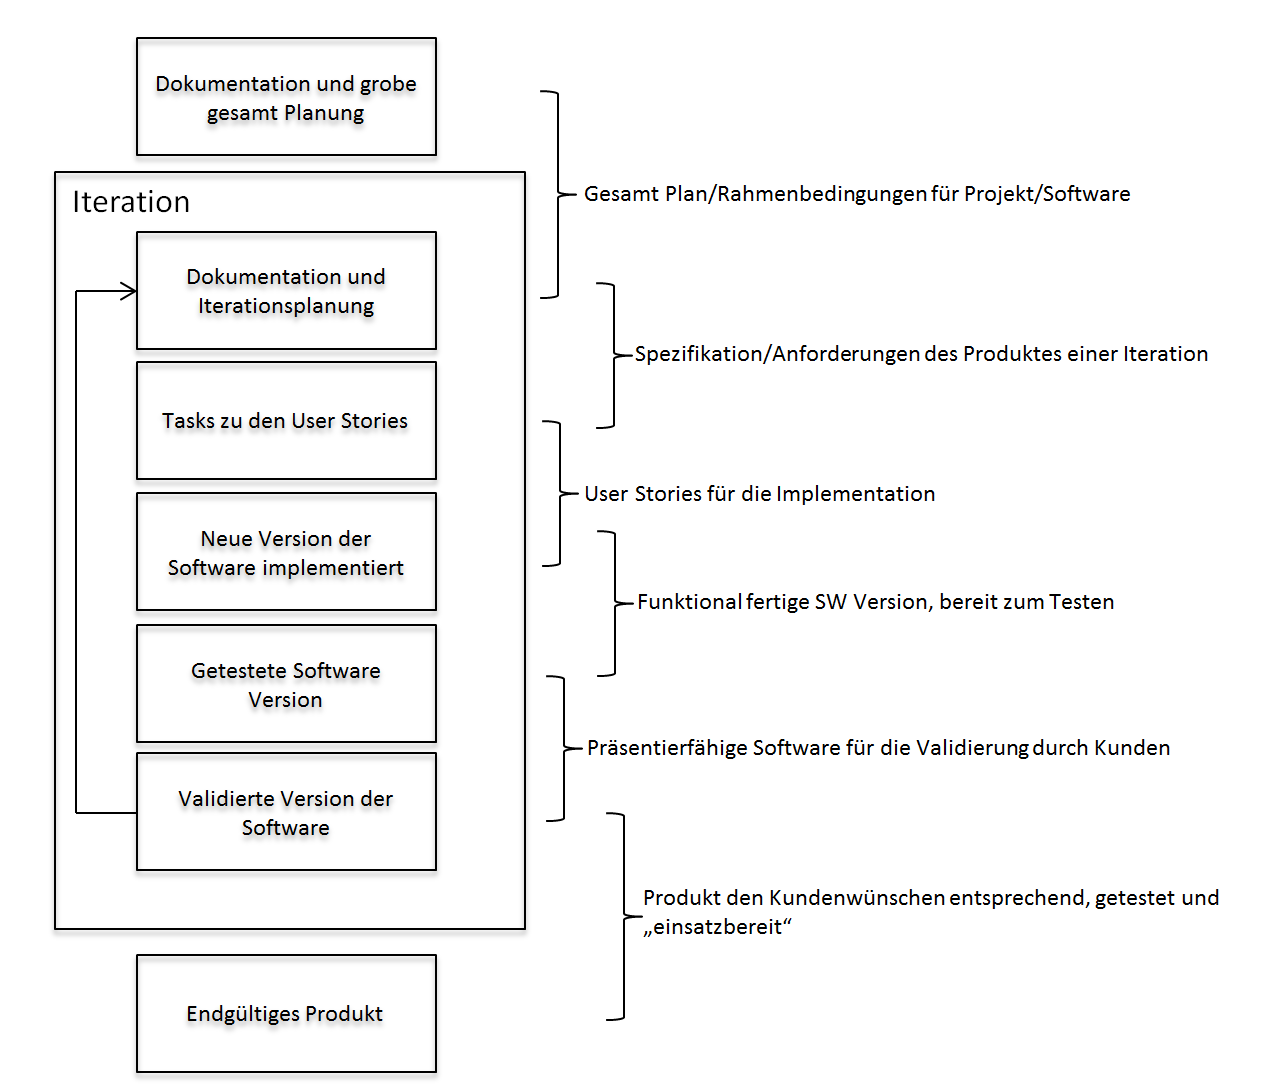 Dokumentation und grobe
gesamt Planung
Gesamt Plan/Rahmenbedingungen für Projekt/Software
Iteration
Dokumentation und
Iterationsplanung
Spezifikation/Anforderungen des Produktes einer Iteration
Tasks zu den User Stories
User Stories für die Implementation
Neue Version der
Software implementiert
Funktional fertige SW Version, bereit zum Testen
Getestete Software
Version
Präsentierfähige Software für die Validierung durch Kunden
Validierte Version der
Software
Produkt den Kundenwünschen entsprechend, getestet und
„einsatzbereit“
Endgültiges Produkt